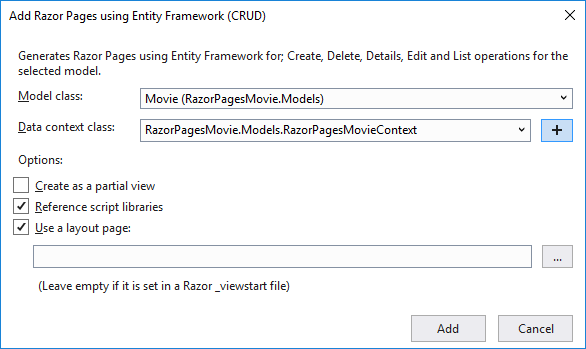 Add Razor Pages using Entity Framework (CRUD)
Generates Razor Pages using Entity Framework for; Create, Delete, Details, Edit and List operations for the
selected model.
Model class:
Movie (RazorPagesMovie.Models)
Data context class:
RazorPagesMovie.Models.RazorPagesMovieContext
+
Options:
Create as a partial view
Reference script libraries
Use a layout page:
...
(Leave empty if it is set in a Razor _viewstart file)
Add
Cancel